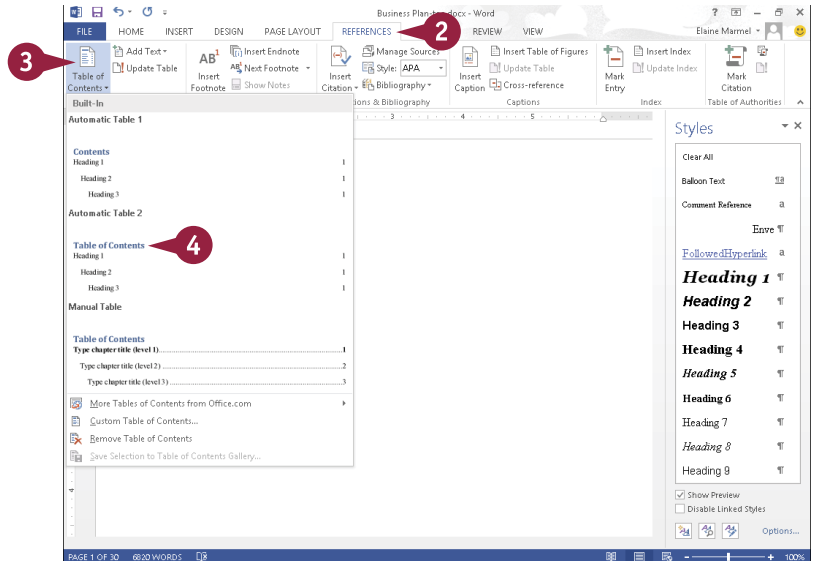 Business Plan-toc.docx - Word
FILE HOME INSERT DESIGN PAGE LAYOUT REFERENCES 2 REVIEW VIEW Elaine Marmel
3
Table of
Contents
Add Text
Update Table
AB1
Insert
Footnote
Insert Endnote
Next Footnote
Show Notes
Insert
Citation
Manage Sources
Style: APA
Bibliography
Insert
Caption
Insert Table of Figures
Update Table
Cross-reference
Mark
Entry
Insert Index
Update Index
Mark
Citation
ions & Bibliography Captions Index Table of Authorities
Built-In
Automatic Table 1
Contents
Heading 1 1
Heading 2 1
Heading 3 1
Automatic Table 2
Table of Contents 4
Heading 1 1
Heading 2 1
Heading 3 1
Manual Table
Table of Contents
Type chapter title (level 1) 1
Type chapter title (level 2) 2
Type chapter title (level 3) 3
More Tables of Contents from Office.com
Custom Table of Contents...
Remove Table of Contents
Save Selection to Table of Contents Gallery...
3 4 5
Styles
Clear All
Balloon Text ¶a
Comment Reference a
Enve ¶
FollowedHyperlink a
Heading 1 ¶
Heading 2 ¶
Heading 3 ¶
Heading 4 ¶
Heading 5 ¶
Heading 6 ¶
Heading 7 ¶
Heading 8 ¶
Heading 9 ¶
Show Preview
Disable Linked Styles
Options...
PAGE 1 OF 30 6820 WORDS 100%